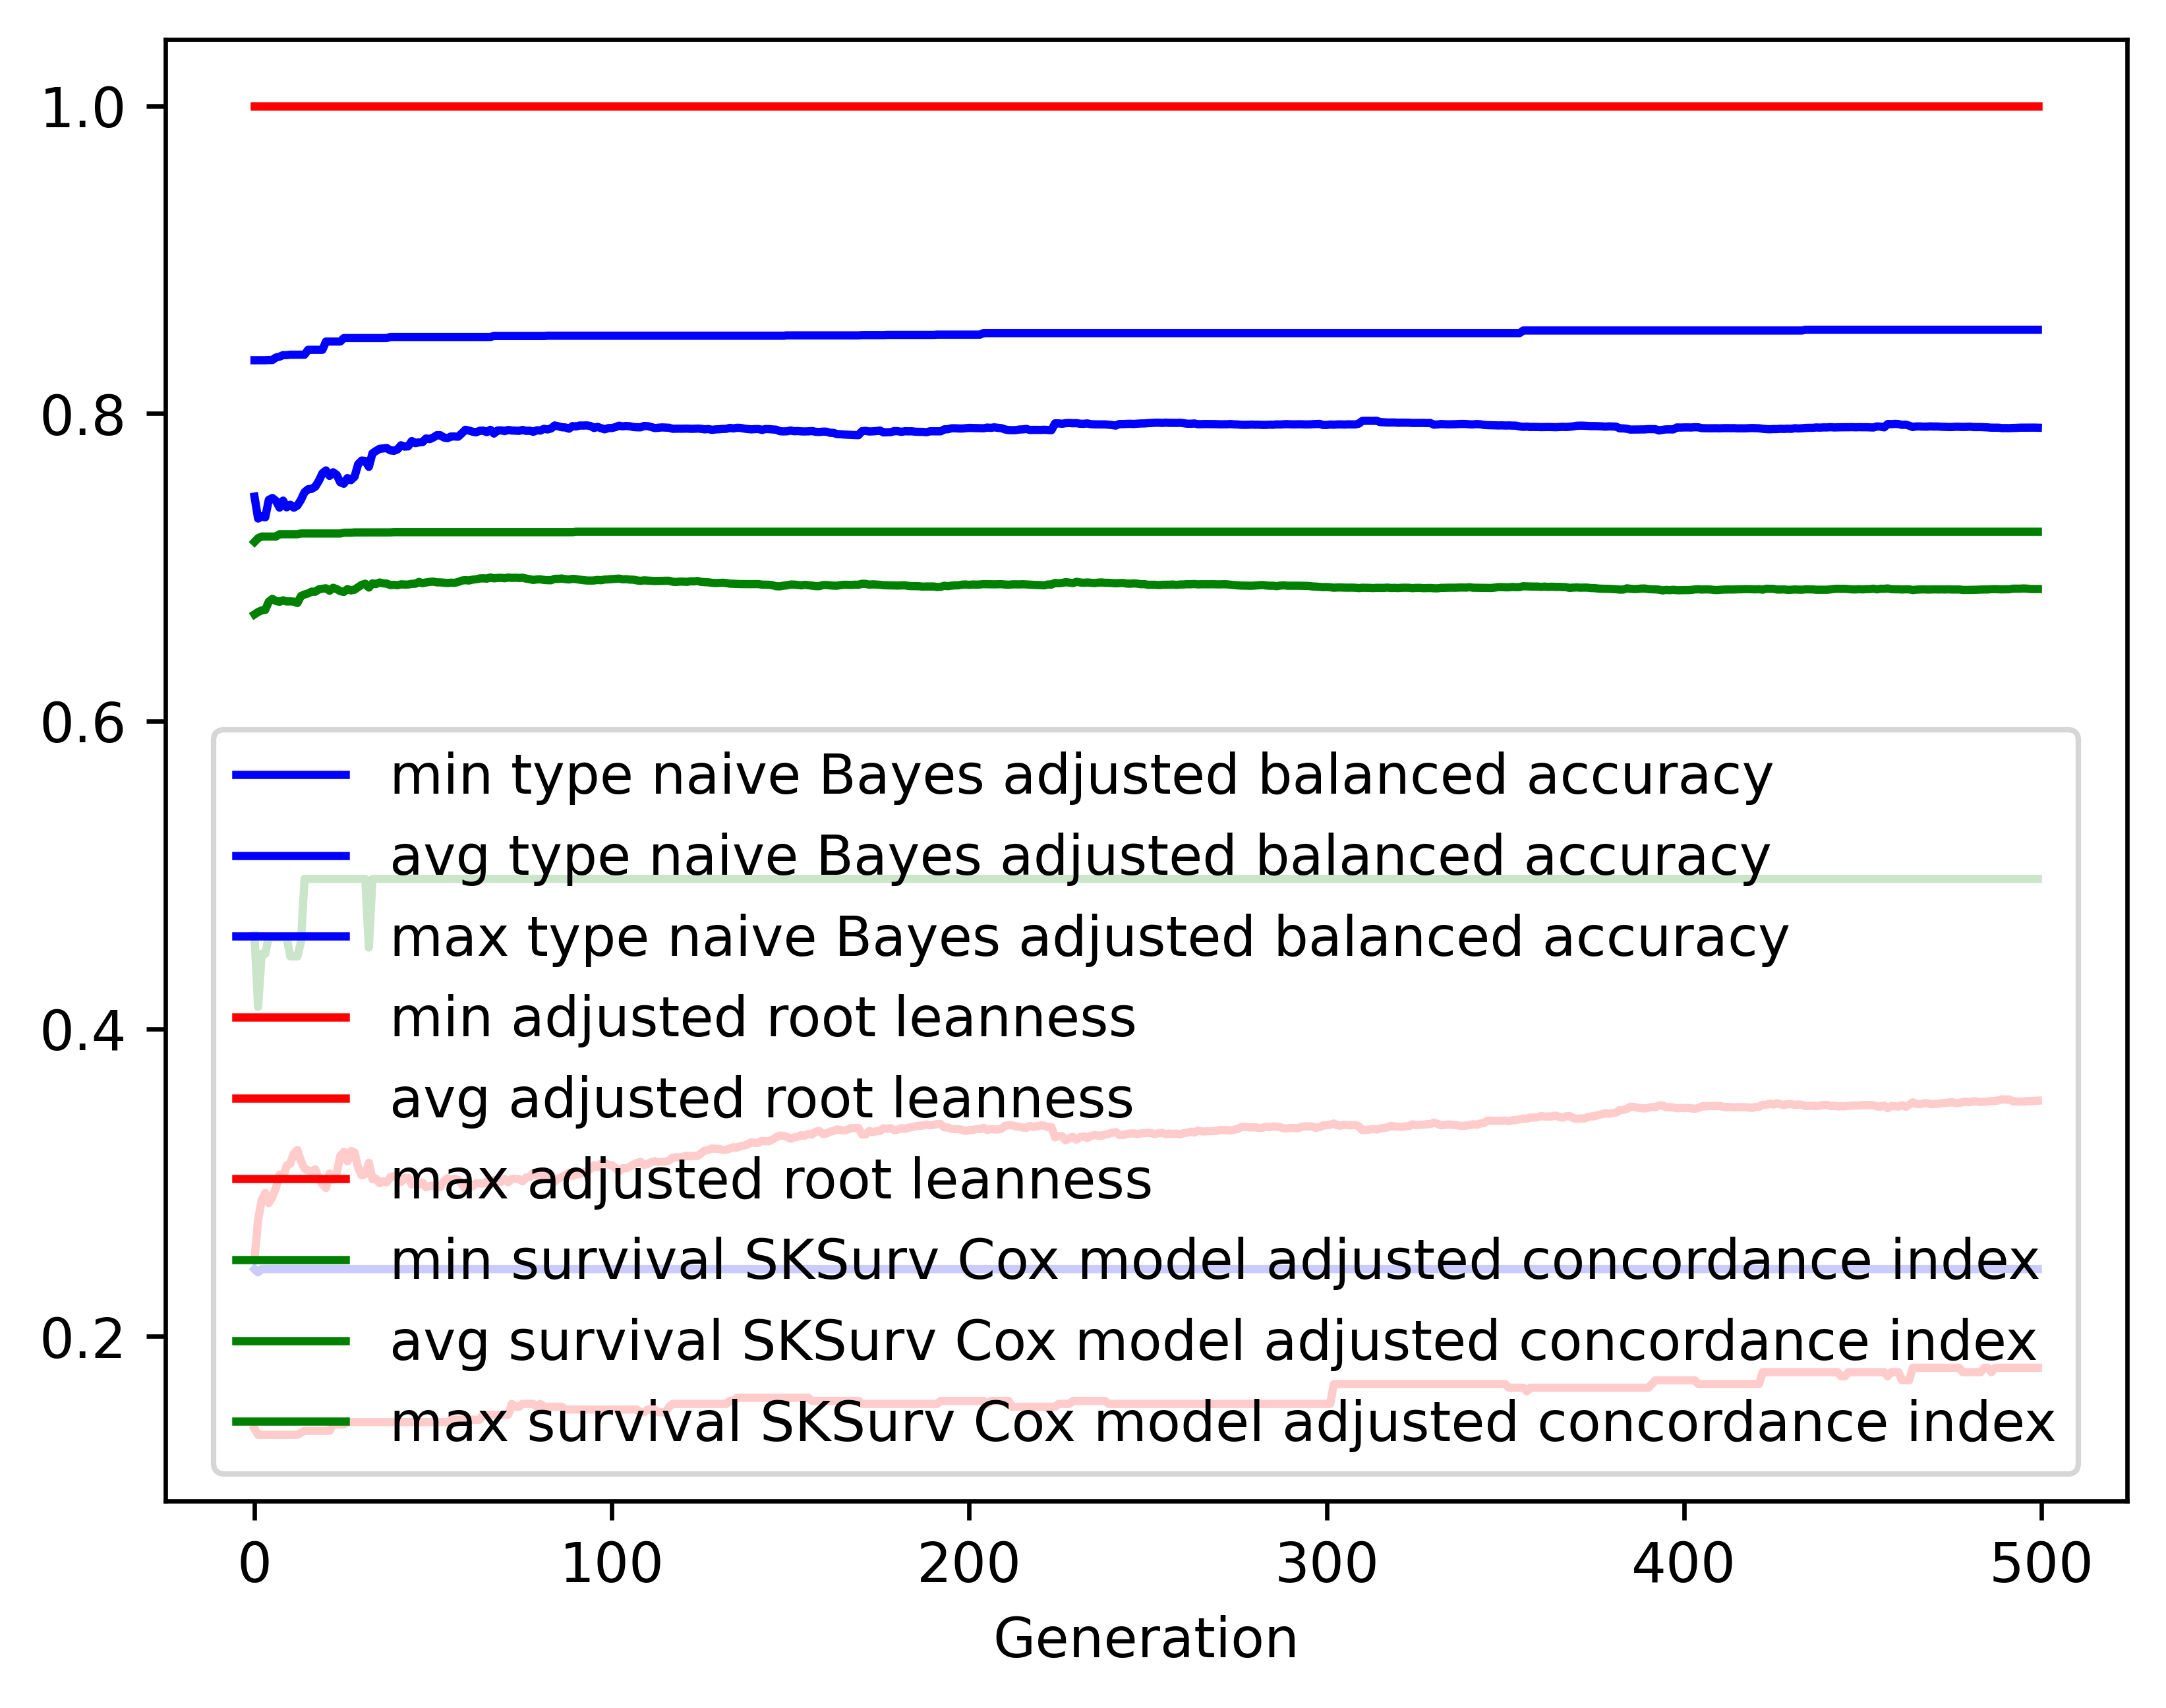 1.0
0.8
0.6
0.4
0.2
min type naive Bayes adjusted balanced accuracy
avg type naive Bayes adjusted balanced accuracy
max type naive Bayes adjusted balanced accuracy
min adjusted root leanness
avg adjusted root leanness
max adjusted root leanness
min survival SKSurv Cox model adjusted concordance index
avg survival SKSurv Cox model adjusted concordance index
max survival SKSurv Cox model adjusted concordance index
0 100 200 300 400 500
Generation